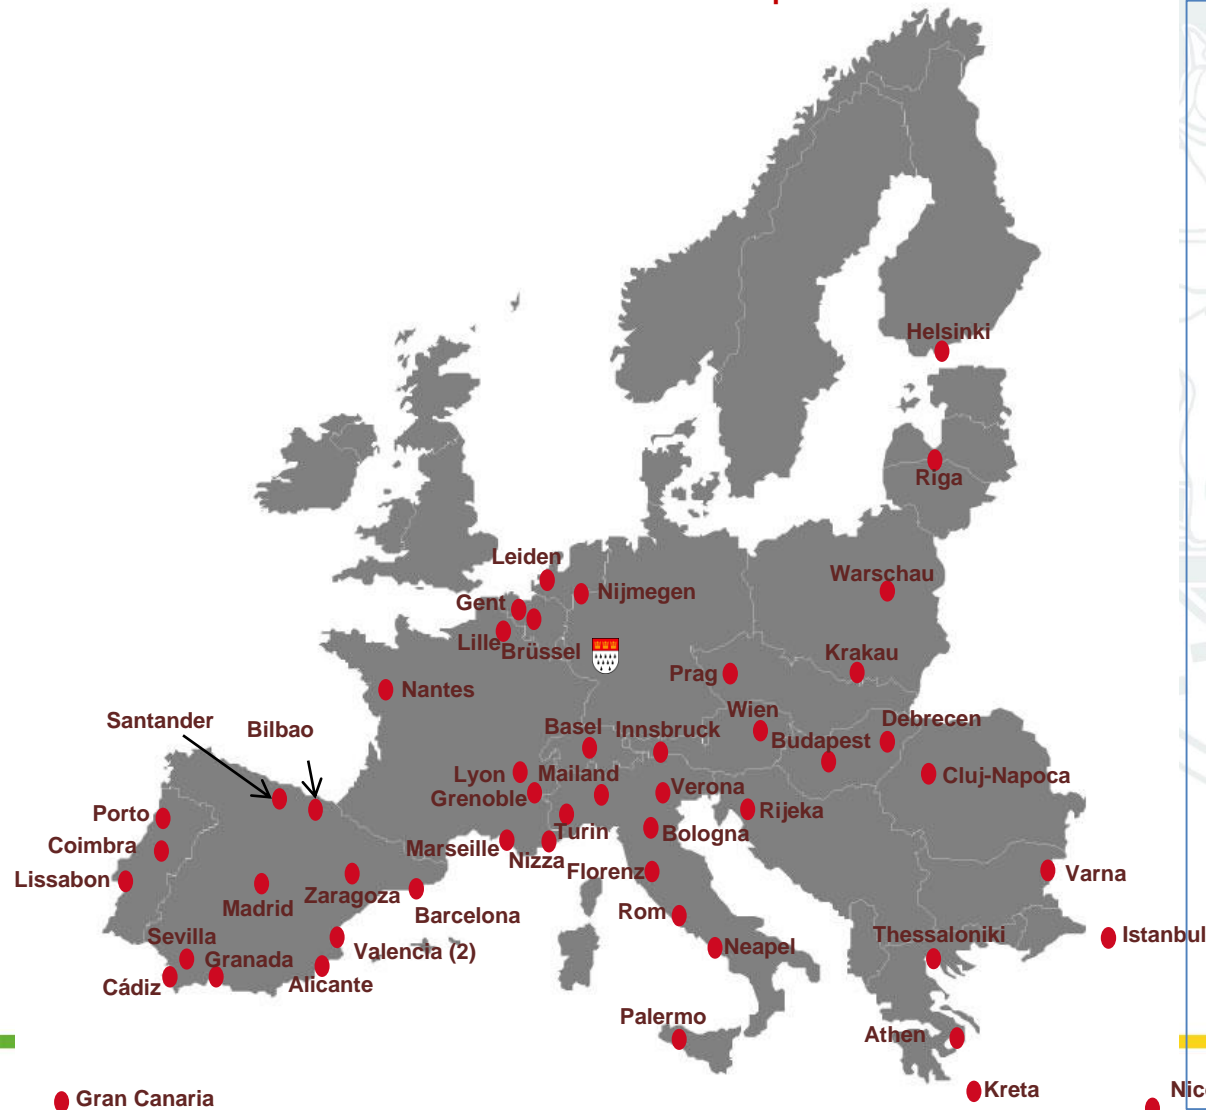 Helsinki
Riga
Leiden
Nijmegen
Warschau
Gent
Lille
Brüssel
Krakau
Prag
Nantes
Wien
Santander
Bilbao
Basel
Innsbruck
Debrecen
Budapest
Lyon
Mailand
Cluj-Napoca
Grenoble
Verona
Porto
Rijeka
Turin
Bologna
Coimbra
Marseille
Nizza
Florenz
Lissabon
Varna
Zaragoza
Madrid
Barcelona
Rom
Sevilla
Thessaloniki
Istanbul
Neapel
Valencia (2)
Granada
Cádiz
Alicante
Palermo
Athen
Kreta
Gran Canaria